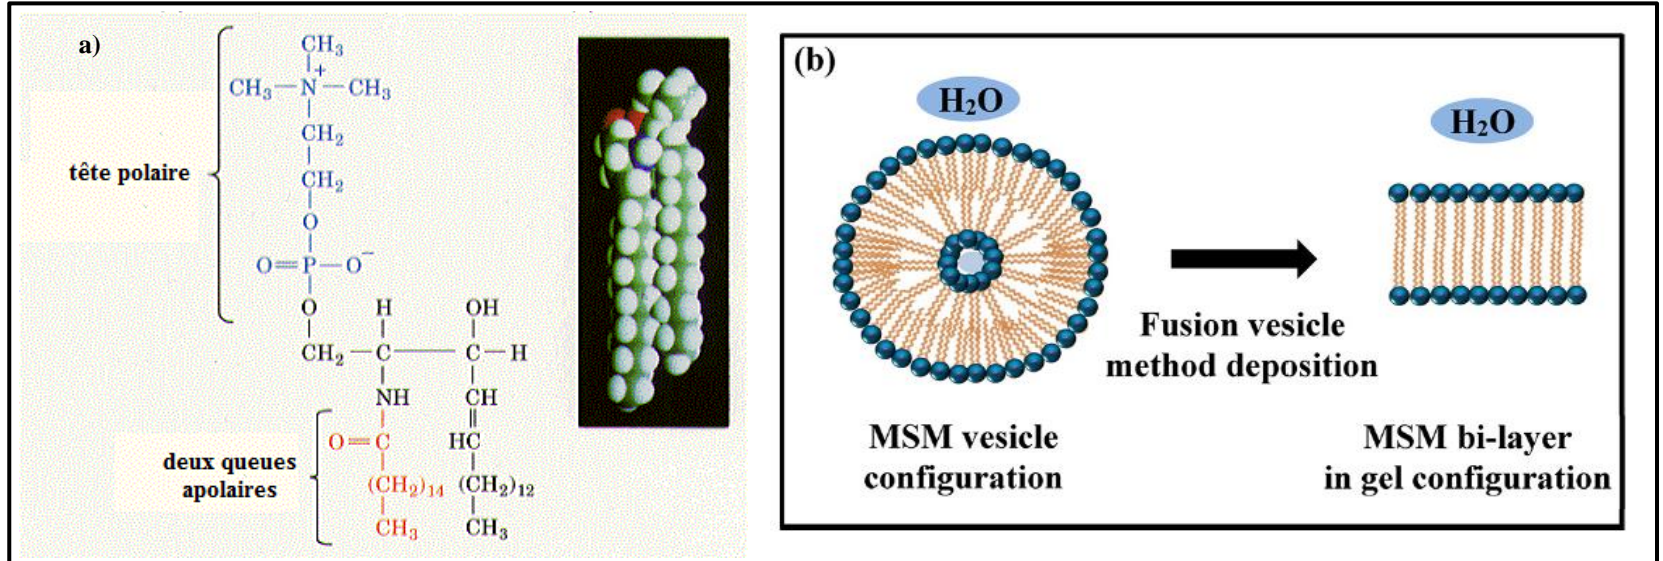 a)
CH₃
CH₃—N⁺—CH₃
CH₂
tête polaire
CH₂
O
O=P—O⁻
O H OH
CH₂—C—C—H
NH CH
O=C HC
deux queues
apolaires
(CH₂)₁₄ (CH₂)₁₂
CH₃ CH₃
(b)
H₂O
H₂O
Fusion vesicle
method deposition
MSM vesicle
configuration
MSM bi-layer
in gel configuration